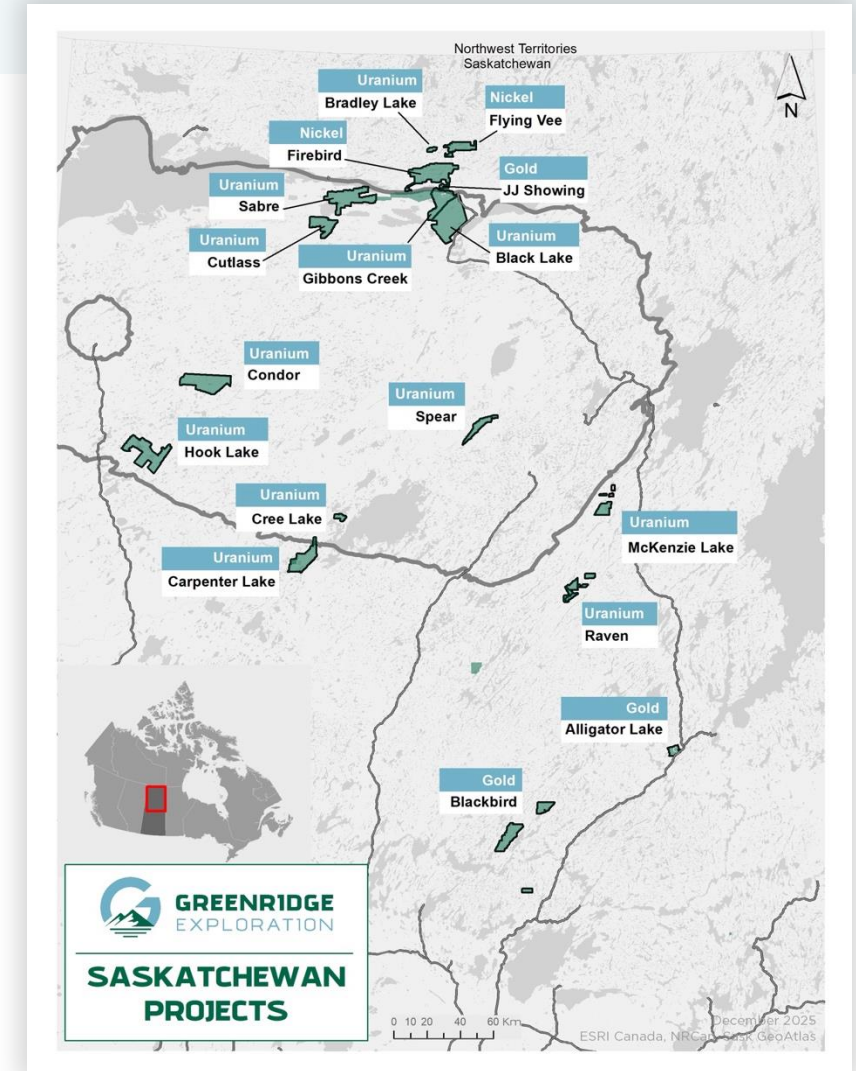 Northwest Territories
Saskatchewan
N
Uranium
Bradley Lake
Nickel
Flying Vee
Nickel
Firebird
Gold
JJ Showing
Uranium
Sabre
Uranium
Cutlass
Uranium
Gibbons Creek
Uranium
Black Lake
Uranium
Condor
Uranium
Spear
Uranium
Hook Lake
Uranium
Cree Lake
Uranium
Carpenter Lake
Uranium
McKenzie Lake
Uranium
Raven
Gold
Alligator Lake
Gold
Blackbird
GREENRIDGE
EXPLORATION
SASKATCHEWAN
PROJECTS
0 10 20 40 60 Km
December 2025
ESRI Canada, NRCan, Sask GeoAtlas